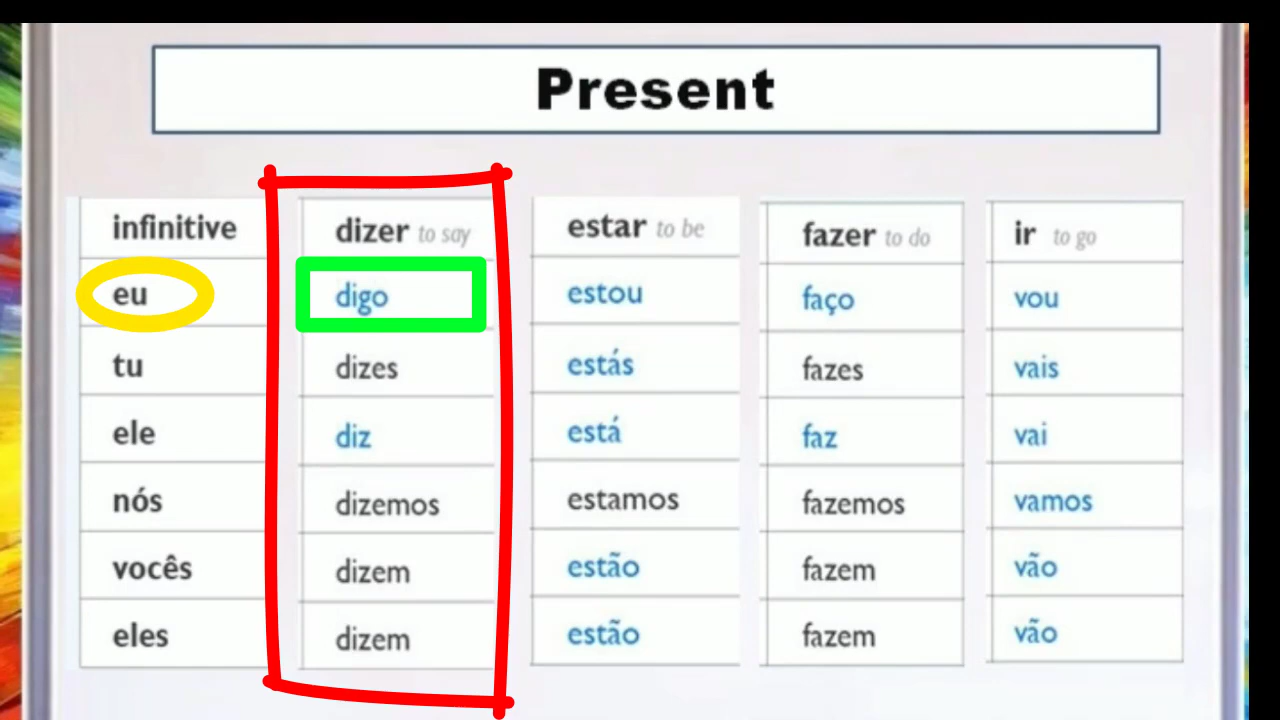 Present
infinitive dizer to say estar to be fazer to do ir to go
eu digo estou faço vou
tu dizes estás fazes vais
ele diz está faz vai
nós dizemos estamos fazemos vamos
vocês dizem estão fazem vão
eles dizem estão fazem vão